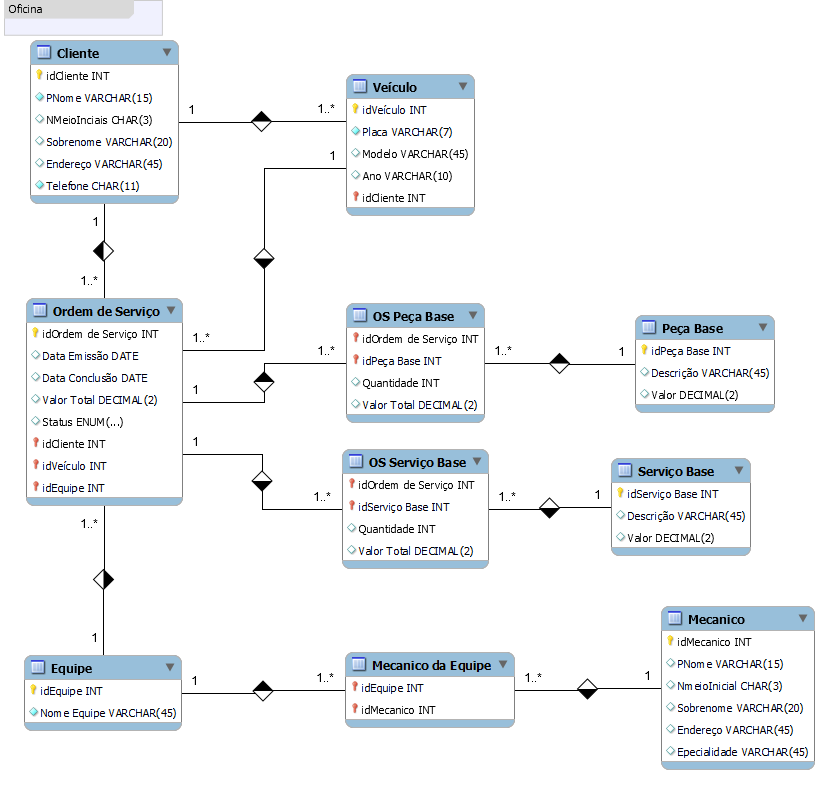 Oficina
Cliente
idCliente INT
PNome VARCHAR(15)
NMeioInciais CHAR(3)
Sobrenome VARCHAR(20)
Endereço VARCHAR(45)
Telefone CHAR(11)
1
1..*
Veículo
idVeículo INT
Placa VARCHAR(7)
Modelo VARCHAR(45)
Ano VARCHAR(10)
idCliente INT
1
1
1..*
Ordem de Serviço
idOrdem de Serviço INT
Data Emissão DATE
Data Conclusão DATE
Valor Total DECIMAL(2)
Status ENUM(...)
idCliente INT
idVeículo INT
idEquipe INT
1..*
1
1..*
OS Peça Base
idOrdem de Serviço INT
idPeça Base INT
Quantidade INT
Valor Total DECIMAL(2)
1..*
1
Peça Base
idPeça Base INT
Descrição VARCHAR(45)
Valor DECIMAL(2)
1
1..*
OS Serviço Base
idOrdem de Serviço INT
idServiço Base INT
Quantidade INT
Valor Total DECIMAL(2)
1..*
1
Serviço Base
idServiço Base INT
Descrição VARCHAR(45)
Valor DECIMAL(2)
1..*
1
Equipe
idEquipe INT
Nome Equipe VARCHAR(45)
1
1..*
Mecanico da Equipe
idEquipe INT
idMecanico INT
1..*
1
Mecanico
idMecanico INT
PNome VARCHAR(15)
NmeioInicial CHAR(3)
Sobrenome VARCHAR(20)
Endereço VARCHAR(45)
Epecialidade VARCHAR(45)